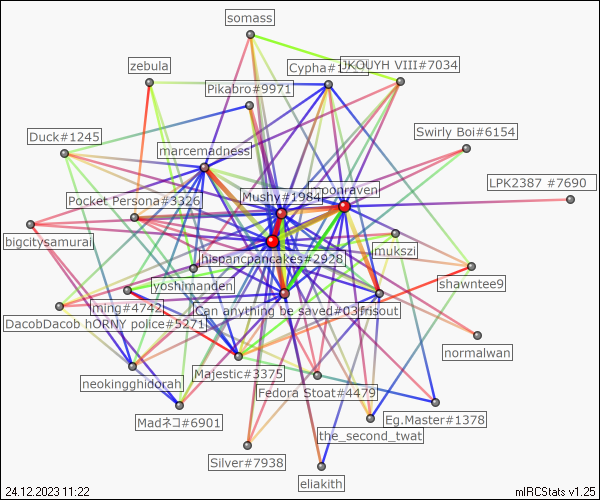 somass
zebula
Cypha#1
JKOUYH VIII#7034
Pikabro#9971
Duck#1245
Swirly Boi#6154
marcemadness
LPK2387 #7690
Mushy#1984
ponraven
Pocket Persona#3326
bigcitysamurai
mukszi
hispancpancakes#2928
yoshimanden
shawntee9
ming#4742
Can anything be saved#03
frisout
DacobDacob hORNY police#5271
normalwan
Majestic#3375
neokingghidorah
Fedora Stoat#4479
Madネコ#6901
Eg.Master#1378
the_second_twat
Silver#7938
eliakith
24.12.2023 11:22
mIRCStats v1.25